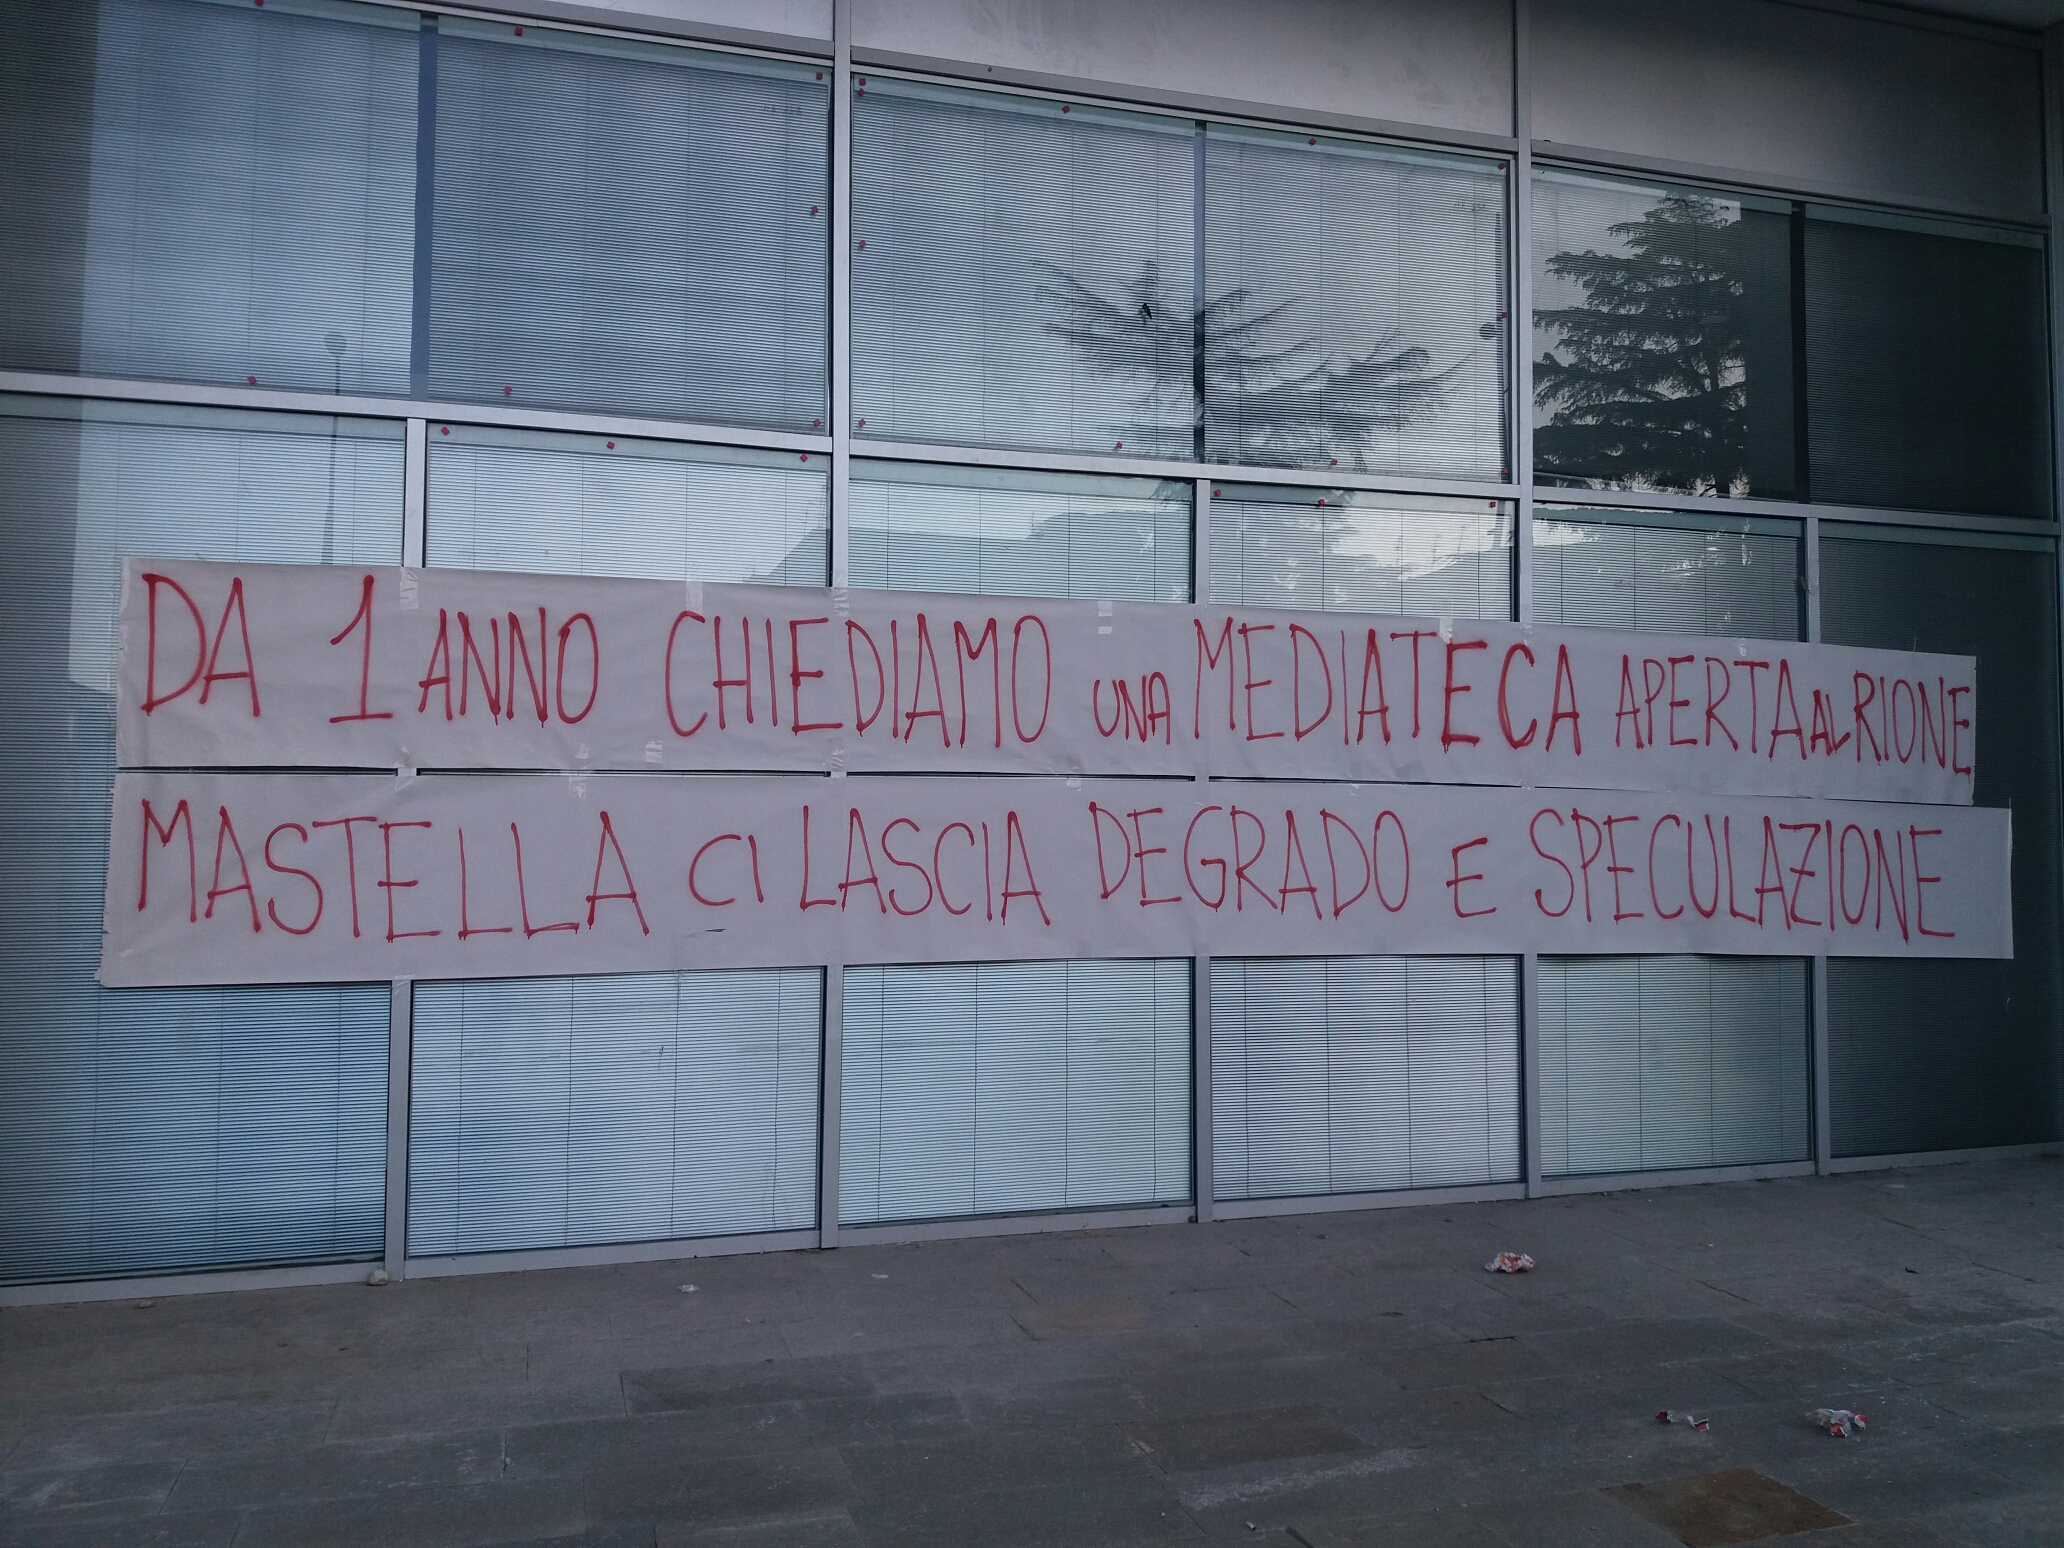 DA 1 ANNO CHIEDIAMO UNA MEDIATECA APERTA AL RIONE
MASTELLA CI LASCIA DEGRADO E SPECULAZIONE